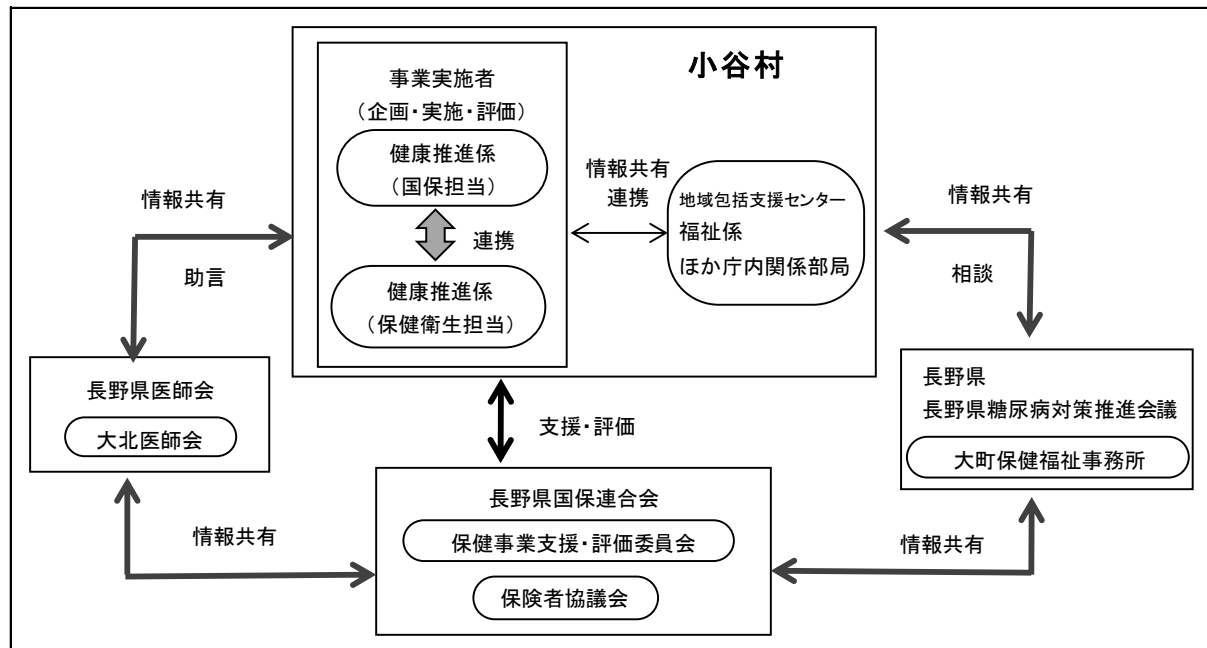 小谷村
事業実施者
（企画・実施・評価）
健康推進係
（国保担当）
連携
健康推進係
（保健衛生担当）
情報共有
連携
地域包括支援センター
福祉係
ほか庁内関係部局
情報共有
助言
情報共有
相談
長野県医師会
大北医師会
支援・評価
長野県
長野県糖尿病対策推進会議
大町保健福祉事務所
長野県国保連合会
保健事業支援・評価委員会
保険者協議会
情報共有
情報共有